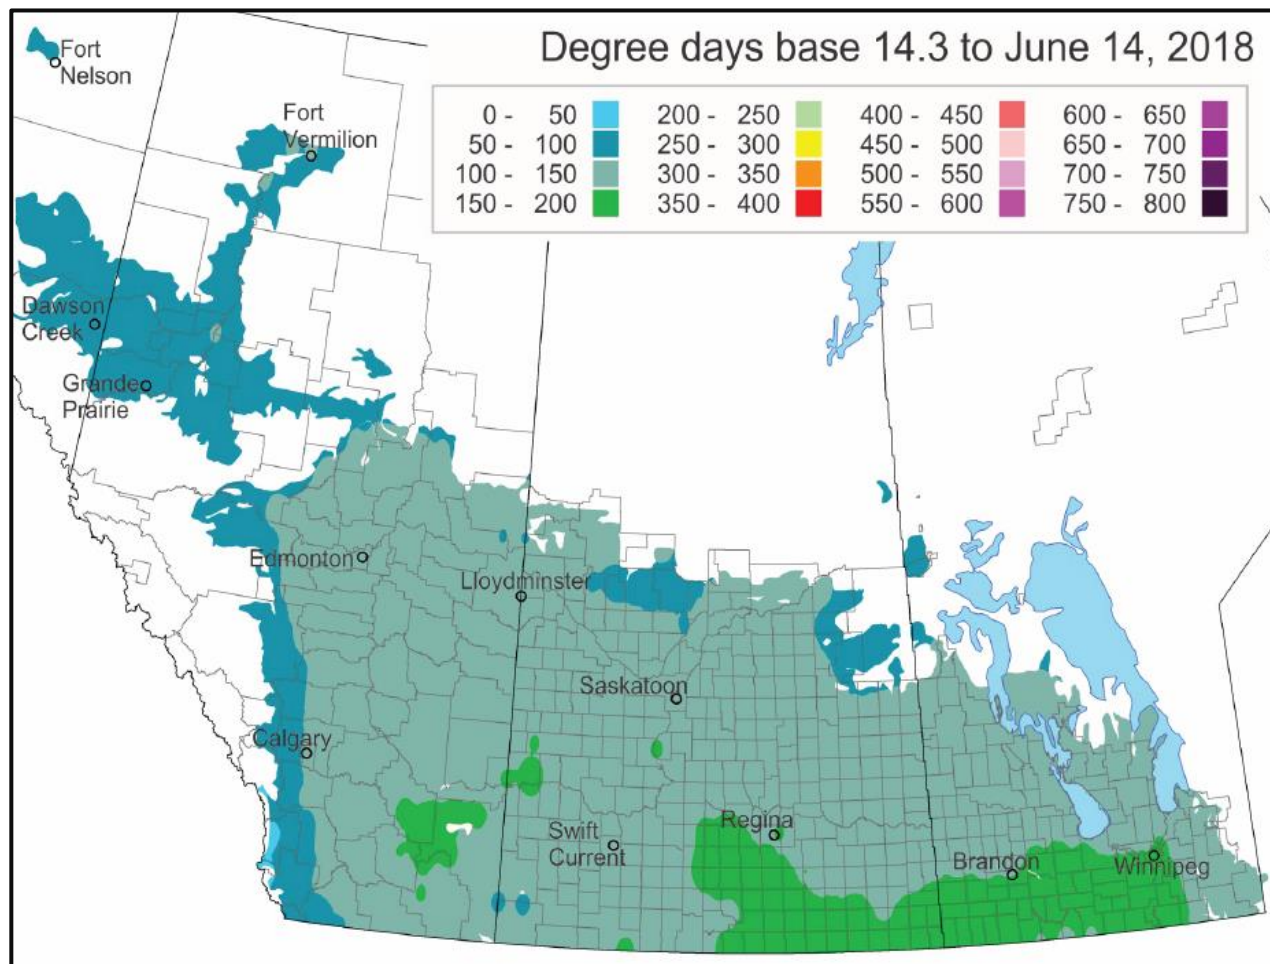 Degree days base 14.3 to June 14, 2018
0 - 50 200 - 250 400 - 450 600 - 650
50 - 100 250 - 300 450 - 500 650 - 700
100 - 150 300 - 350 500 - 550 700 - 750
150 - 200 350 - 400 550 - 600 750 - 800
Fort
Nelson
Fort
Vermilion
Dawson
Creek
Grande
Prairie
Edmonton
Lloydminster
Saskatoon
Calgary
Swift
Current
Regina
Brandon
Winnipeg